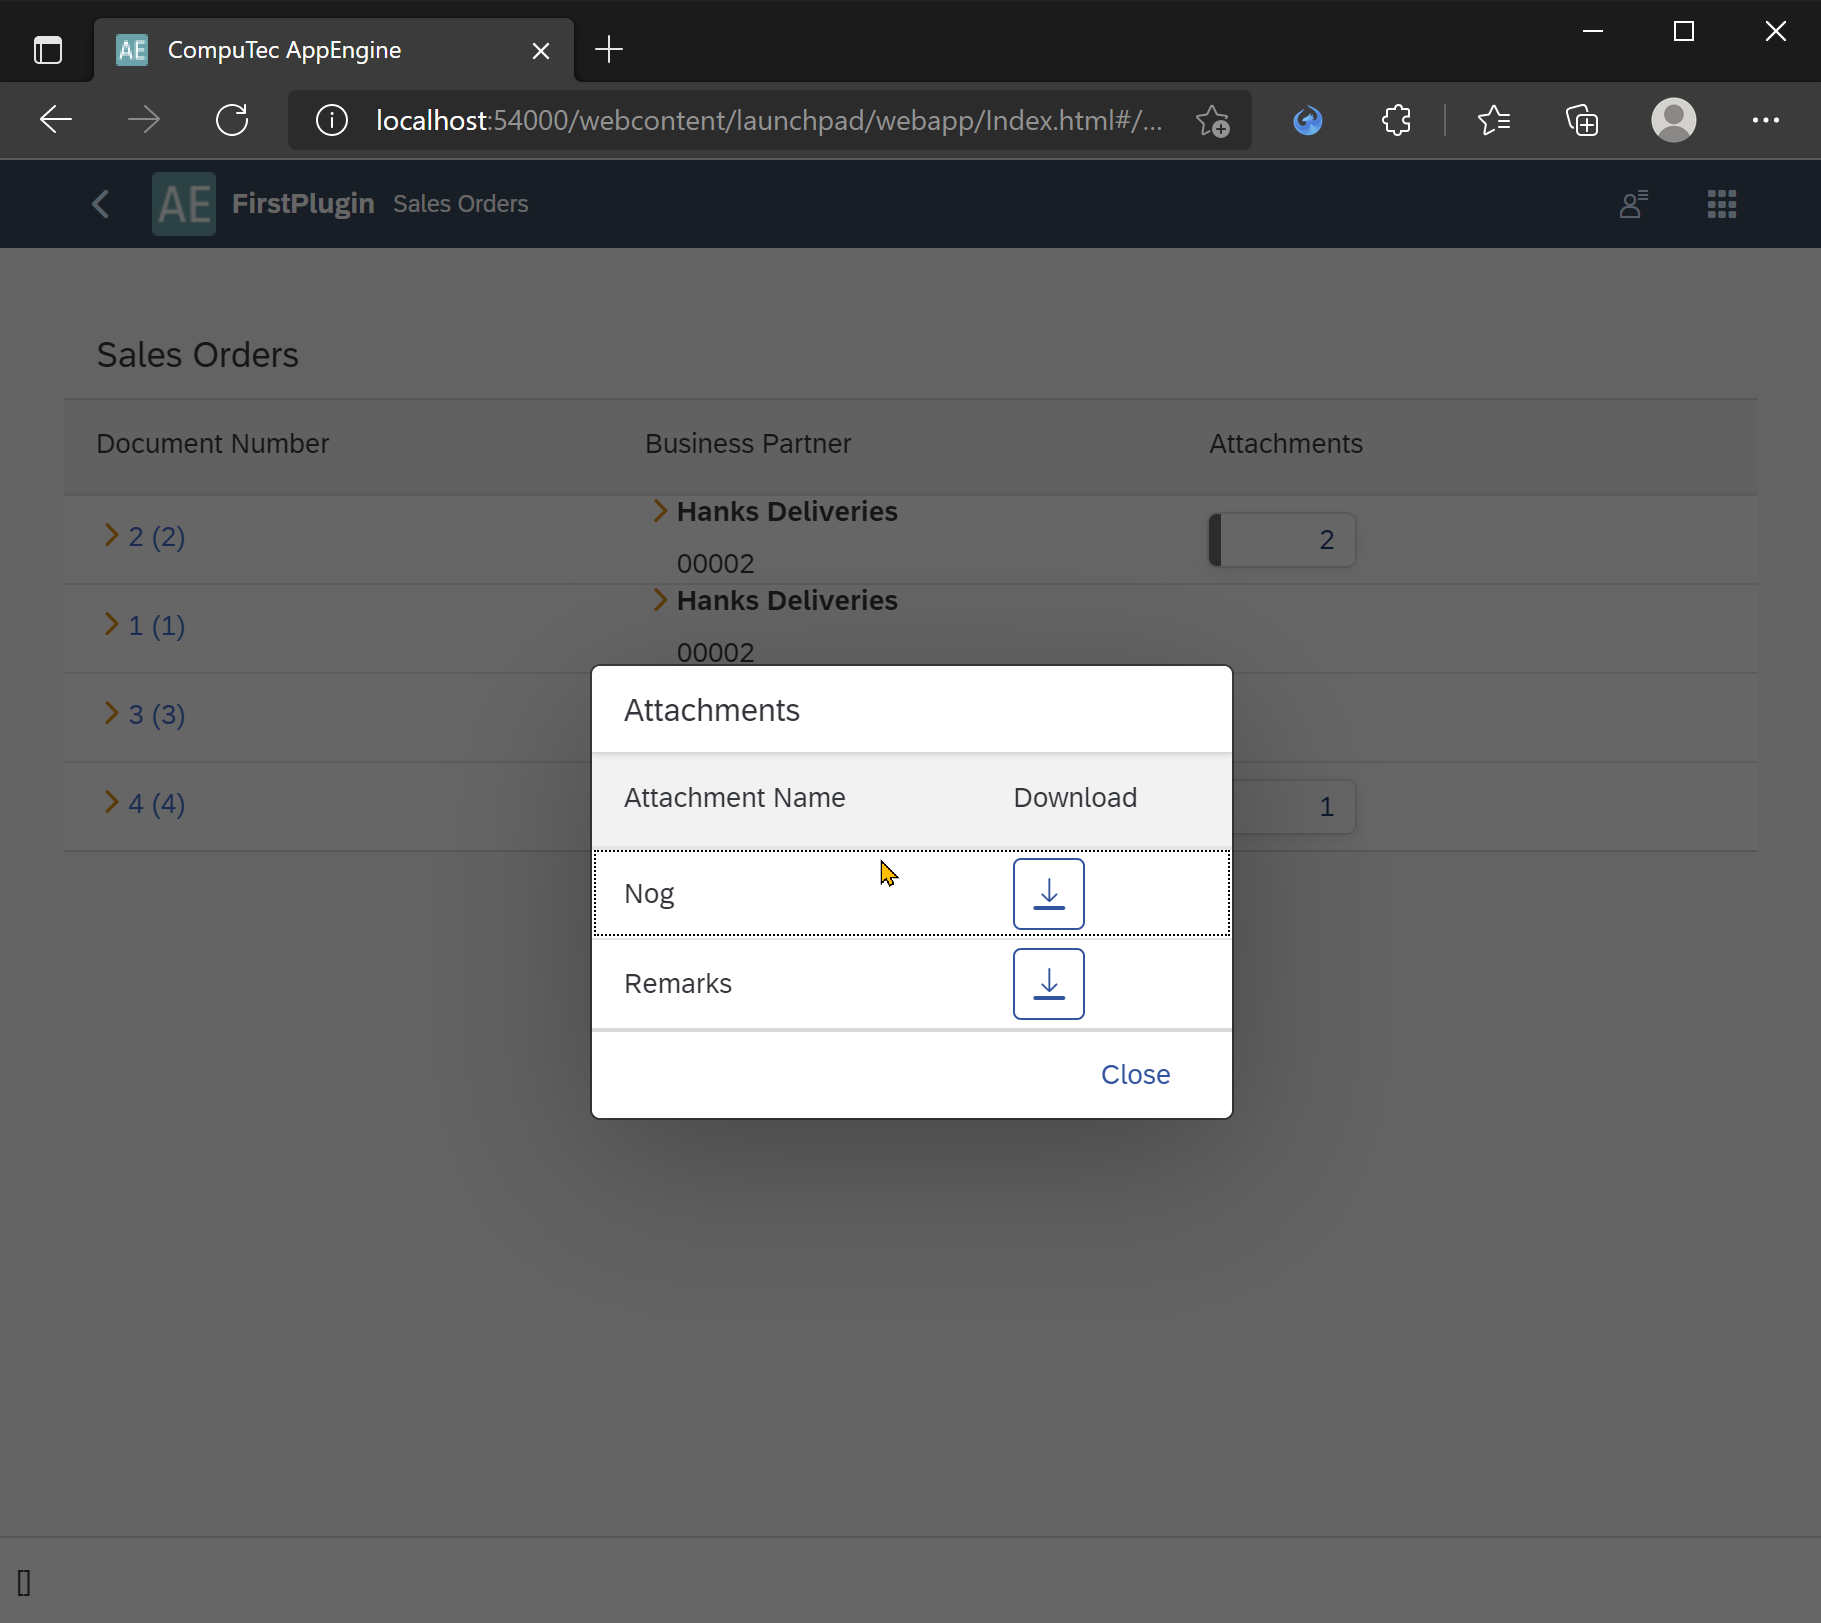 AE CompuTec AppEngine
localhost:54000/webcontent/launchpad/webapp/Index.html#/...
AE FirstPlugin Sales Orders
Sales Orders
Document Number Business Partner Attachments
2 (2) Hanks Deliveries 2
00002
1 (1) Hanks Deliveries
00002
3 (3)
4 (4) 1
Attachments
Attachment Name Download
Nog
Remarks
Close
[]